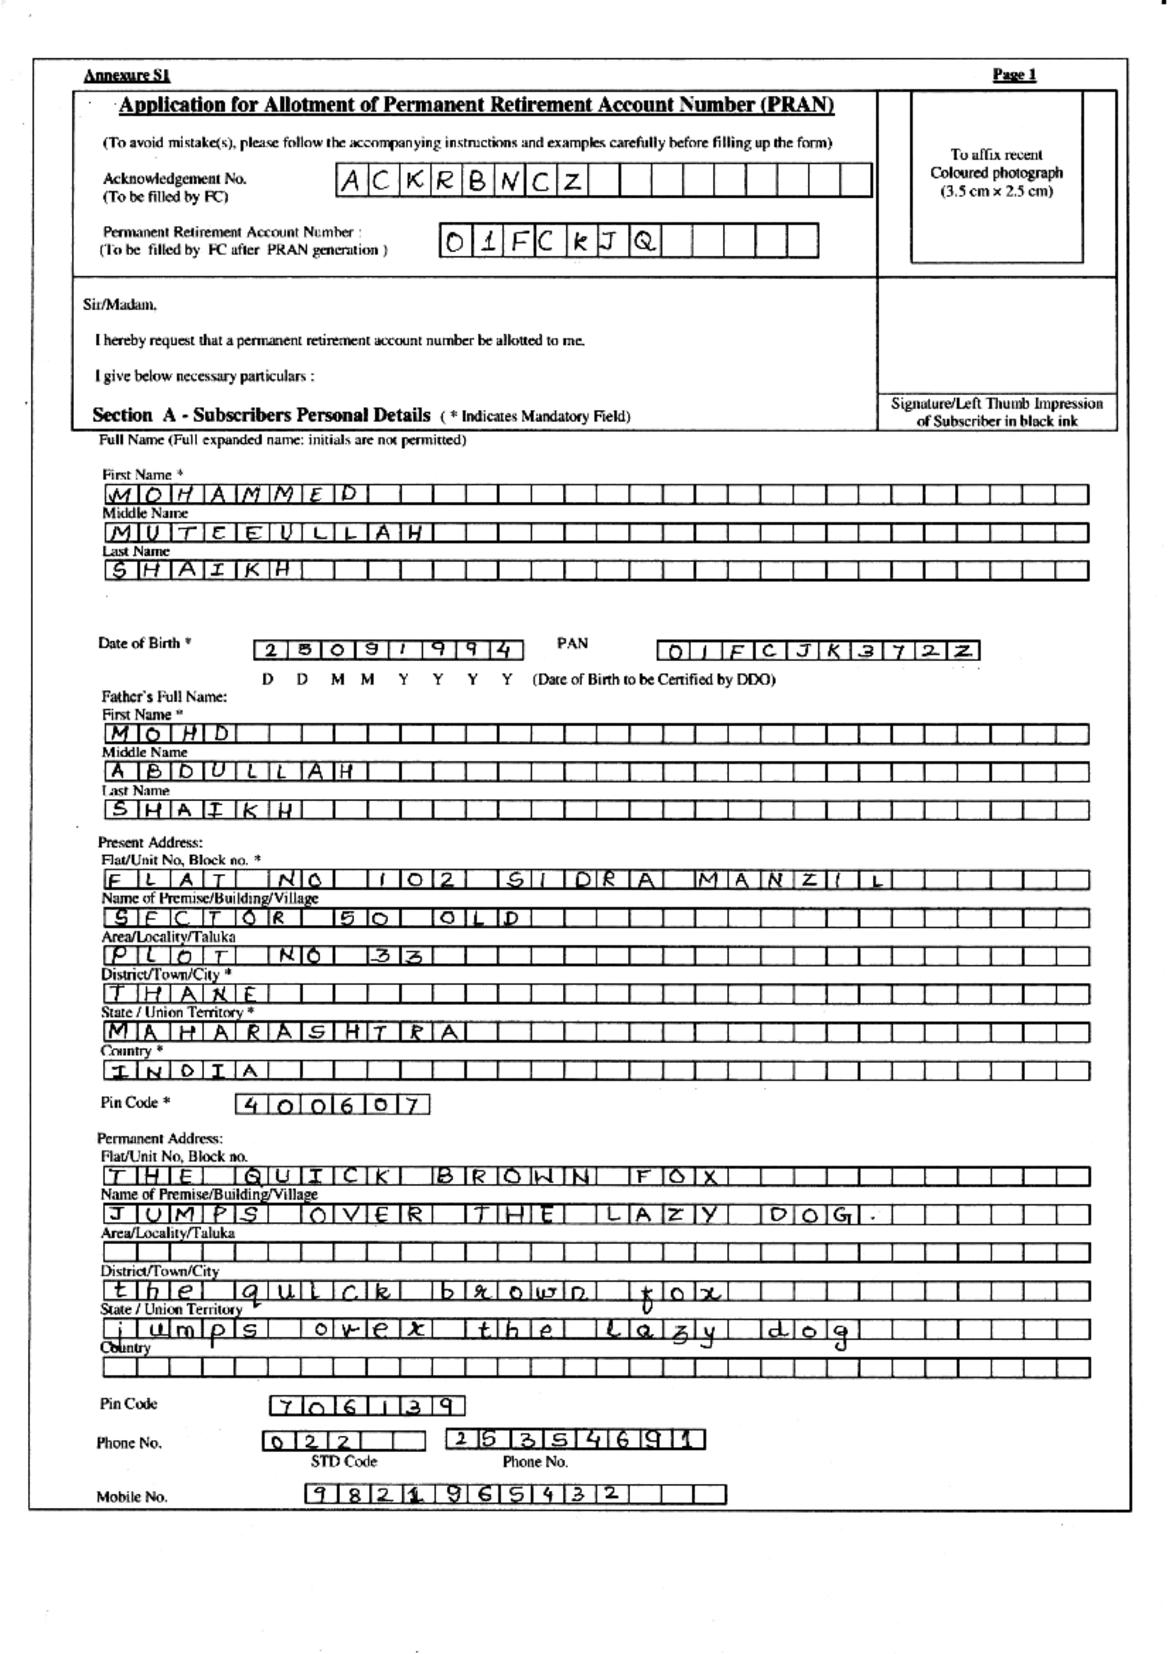 Annexure S1 Page 1
Application for Allotment of Permanent Retirement Account Number (PRAN)
(To avoid mistake(s), please follow the accompanying instructions and examples carefully before filling up the form)
To affix recent
Coloured photograph
(3.5 cm × 2.5 cm)
Acknowledgement No. ACKRBNCZ
(To be filled by FC)
Permanent Retirement Account Number : 01FCKJQ
(To be filled by FC after PRAN generation )
Sir/Madam,
I hereby request that a permanent retirement account number be allotted to me.
I give below necessary particulars :
Section A - Subscribers Personal Details ( * Indicates Mandatory Field)
Signature/Left Thumb Impression
of Subscriber in black ink
Full Name (Full expanded name: initials are not permitted)
First Name *
MOHAMMED
Middle Name
MUTEEULLAH
Last Name
SHAIKH
Date of Birth * 25091994 PAN 01FCJK372Z
D D M M Y Y Y Y (Date of Birth to be Certified by DDO)
Father's Full Name:
First Name *
MOHD
Middle Name
ABDULLAH
Last Name
SHAIKH
Present Address:
Flat/Unit No, Block no. *
FLAT NO 102 SIDRA MANZIL
Name of Premise/Building/Village
SECTOR 50 OLD
Area/Locality/Taluka
PLOT NO 33
District/Town/City *
THANE
State / Union Territory *
MAHARASHTRA
Country *
INDIA
Pin Code * 400607
Permanent Address:
Flat/Unit No, Block no.
THE QUICK BROWN FOX
Name of Premise/Building/Village
JUMPS OVER THE LAZY DOG.
Area/Locality/Taluka
District/Town/City
the quick brown fox
State / Union Territory
jumps over the lazy dog
Country
Pin Code 706139
Phone No. 022 25354691
STD Code Phone No.
Mobile No. 9821965432